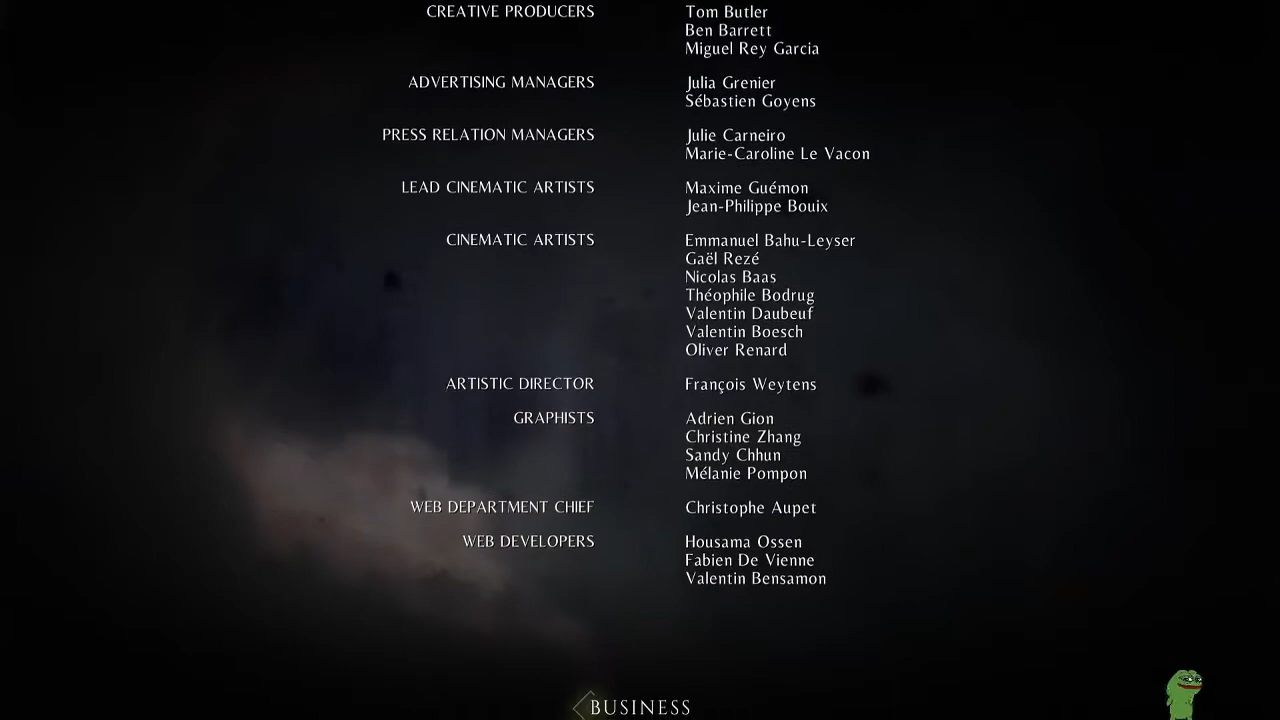 CREATIVE PRODUCERS Tom Butler
Ben Barrett
Miguel Rey Garcia
ADVERTISING MANAGERS Julia Grenier
Sébastien Goyens
PRESS RELATION MANAGERS Julie Carneiro
Marie-Caroline Le Vacon
LEAD CINEMATIC ARTISTS Maxime Guémon
Jean-Philippe Bouix
CINEMATIC ARTISTS Emmanuel Bahu-Leyser
Gaël Rezé
Nicolas Baas
Théophile Bodrug
Valentin Daubeuf
Valentin Boesch
Oliver Renard
ARTISTIC DIRECTOR François Weytens
GRAPHISTS Adrien Gion
Christine Zhang
Sandy Chhun
Mélanie Pompon
WEB DEPARTMENT CHIEF Christophe Aupet
WEB DEVELOPERS Housama Ossen
Fabien De Vienne
Valentin Bensamon
BUSINESS